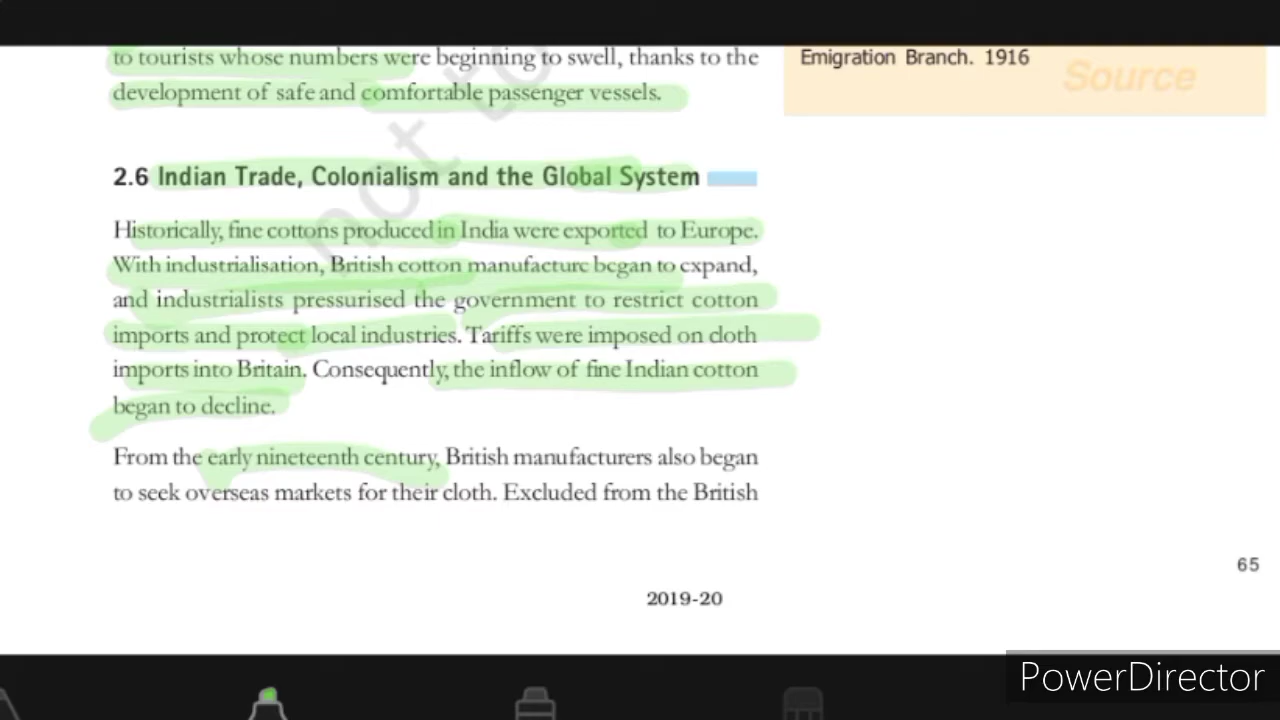 to tourists whose numbers were beginning to swell, thanks to the
development of safe and comfortable passenger vessels.
Emigration Branch. 1916
Source
2.6 Indian Trade, Colonialism and the Global System
Historically, fine cottons produced in India were exported to Europe.
With industrialisation, British cotton manufacture began to expand,
and industrialists pressurised the government to restrict cotton
imports and protect local industries. Tariffs were imposed on cloth
imports into Britain. Consequently, the inflow of fine Indian cotton
began to decline.
From the early nineteenth century, British manufacturers also began
to seek overseas markets for their cloth. Excluded from the British
not to
65
2019-20
PowerDirector